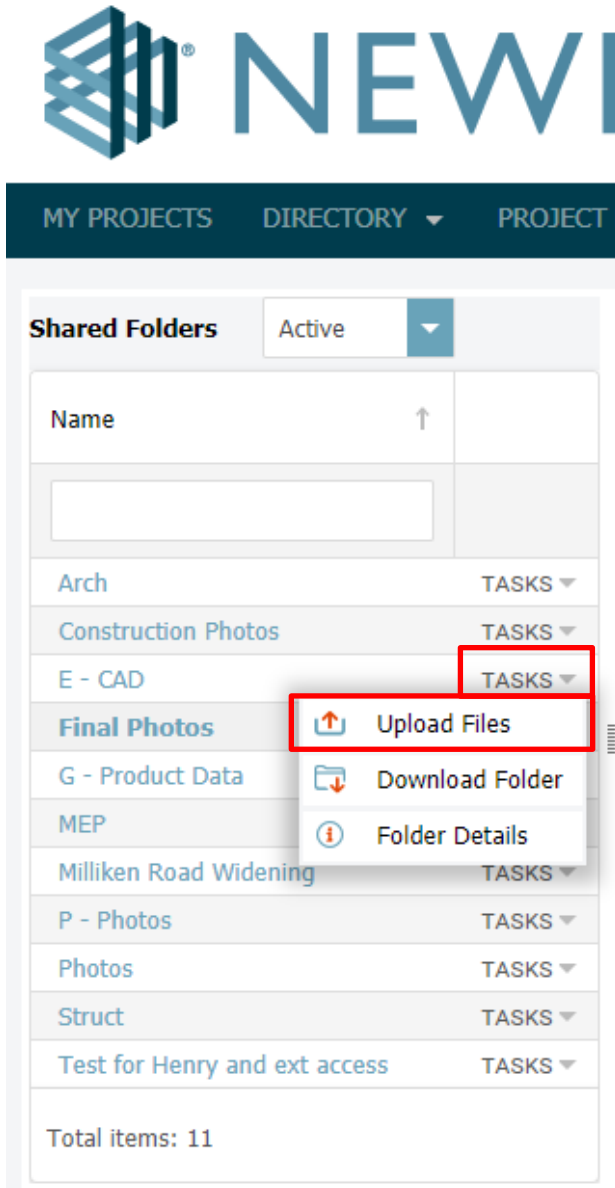 ® NEW
MY PROJECTS DIRECTORY PROJECT
Shared Folders Active
Name
Arch TASKS
Construction Photos TASKS
E - CAD TASKS
Final Photos Upload Files
G - Product Data Download Folder
MEP Folder Details
Milliken Road Widening TASKS
P - Photos TASKS
Photos TASKS
Struct TASKS
Test for Henry and ext access TASKS
Total items: 11